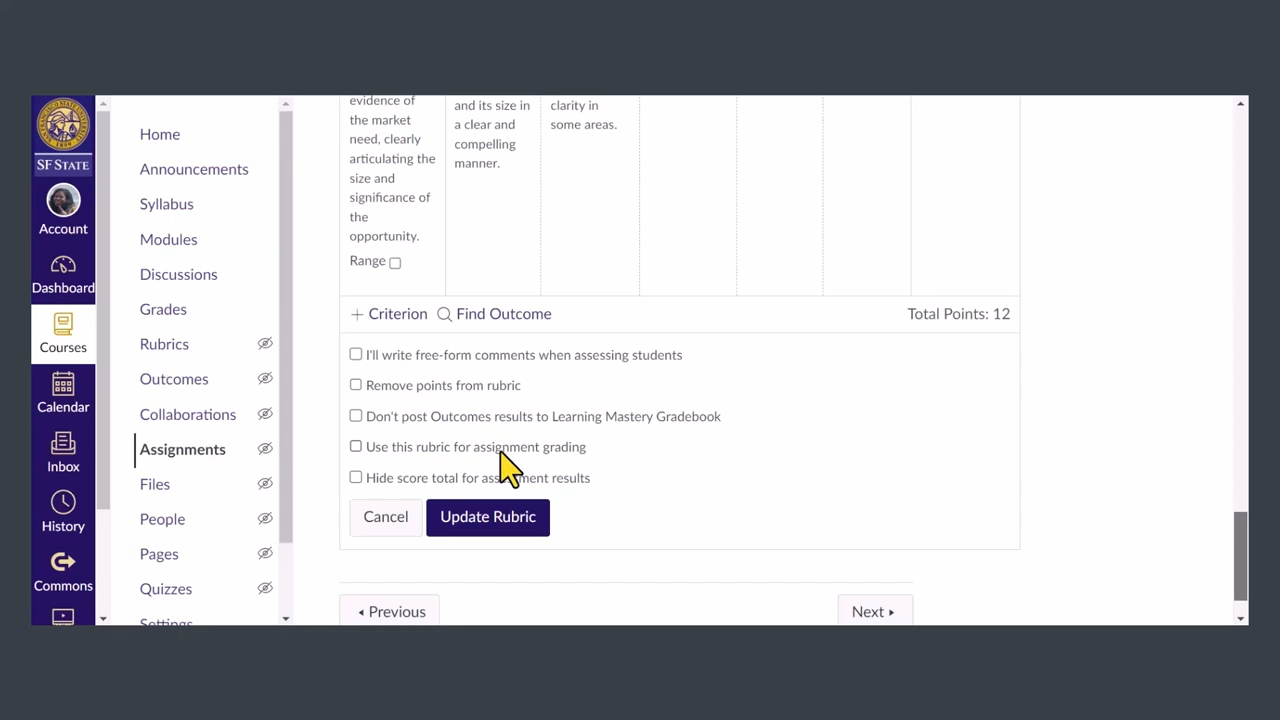 SF STATE
Account
Dashboard
Courses
Calendar
Inbox
History
Commons
Home
Announcements
Syllabus
Modules
Discussions
Grades
Rubrics
Outcomes
Collaborations
Assignments
Files
People
Pages
Quizzes
Settings
evidence of
the market
need, clearly
articulating the
size and
significance of
the
opportunity.
Range
and its size in
a clear and
compelling
manner.
clarity in
some areas.
+ Criterion Find Outcome Total Points: 12
I'll write free-form comments when assessing students
Remove points from rubric
Don't post Outcomes results to Learning Mastery Gradebook
Use this rubric for assignment grading
Hide score total for assessment results
Cancel Update Rubric
Previous Next